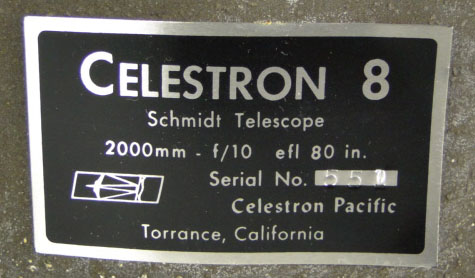 CELESTRON 8
Schmidt Telescope
2000mm - f/10 efl 80 in.
Serial No.
Celestron Pacific
Torrance, California